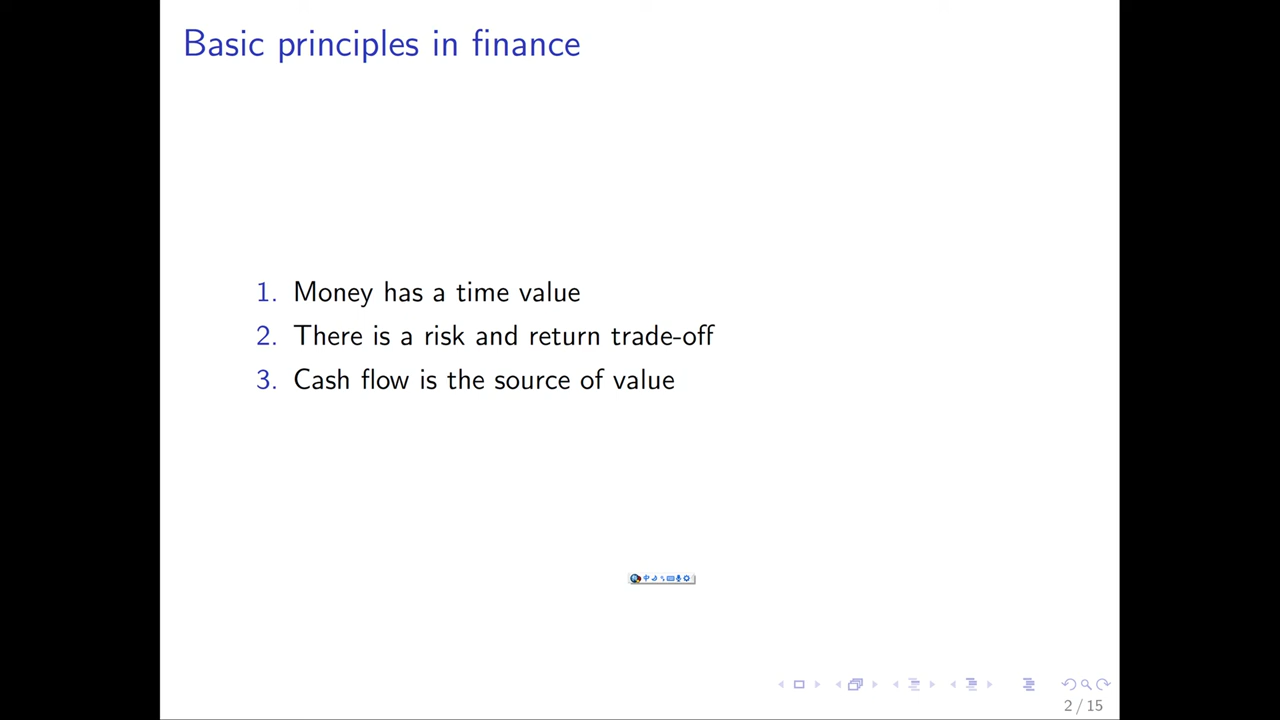 Basic principles in finance
1. Money has a time value
2. There is a risk and return trade-off
3. Cash flow is the source of value
中
2 / 15